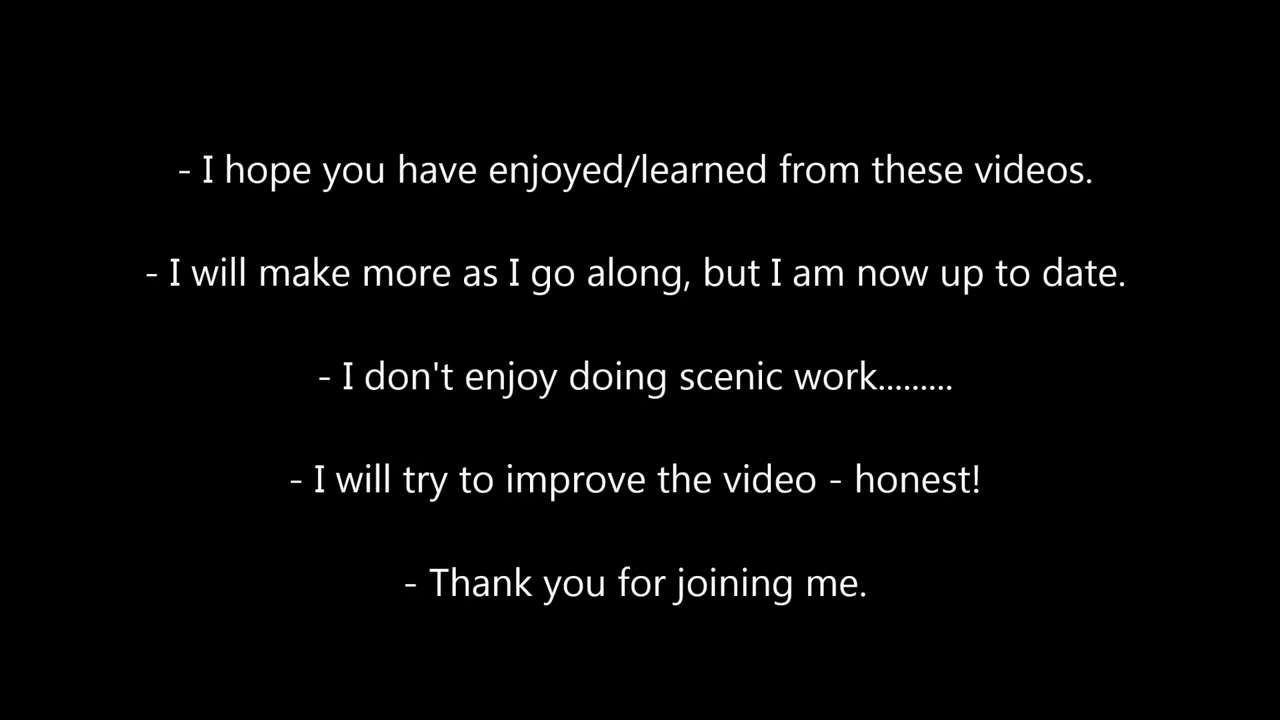 - I hope you have enjoyed/learned from these videos.
- I will make more as I go along, but I am now up to date.
- I don't enjoy doing scenic work.........
- I will try to improve the video - honest!
- Thank you for joining me.